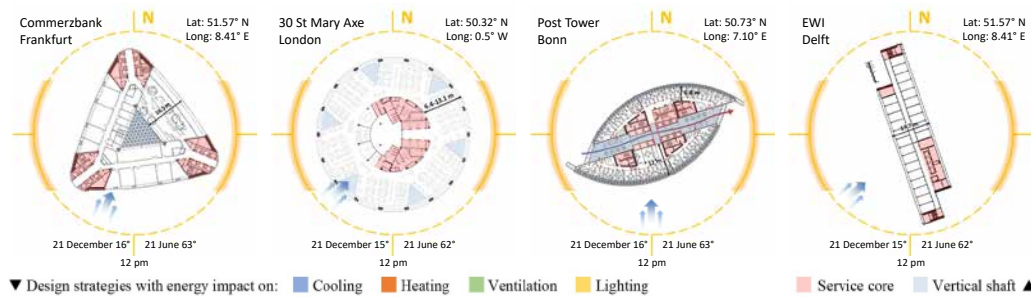 Commerzbank
Frankfurt
N
Lat: 51.57° N
Long: 8.41° E
21 December 16°
21 June 63°
12 pm
30 St Mary Axe
London
N
Lat: 50.32° N
Long: 0.5° W
6.4-13.1 m
21 December 15°
21 June 62°
12 pm
Post Tower
Bonn
N
Lat: 50.73° N
Long: 7.10° E
21 December 16°
21 June 63°
12 pm
EWI
Delft
N
Lat: 51.57° N
Long: 8.41° E
21 December 15°
21 June 62°
12 pm
▼ Design strategies with energy impact on:
Cooling
Heating
Ventilation
Lighting
Service core
Vertical shaft ▲